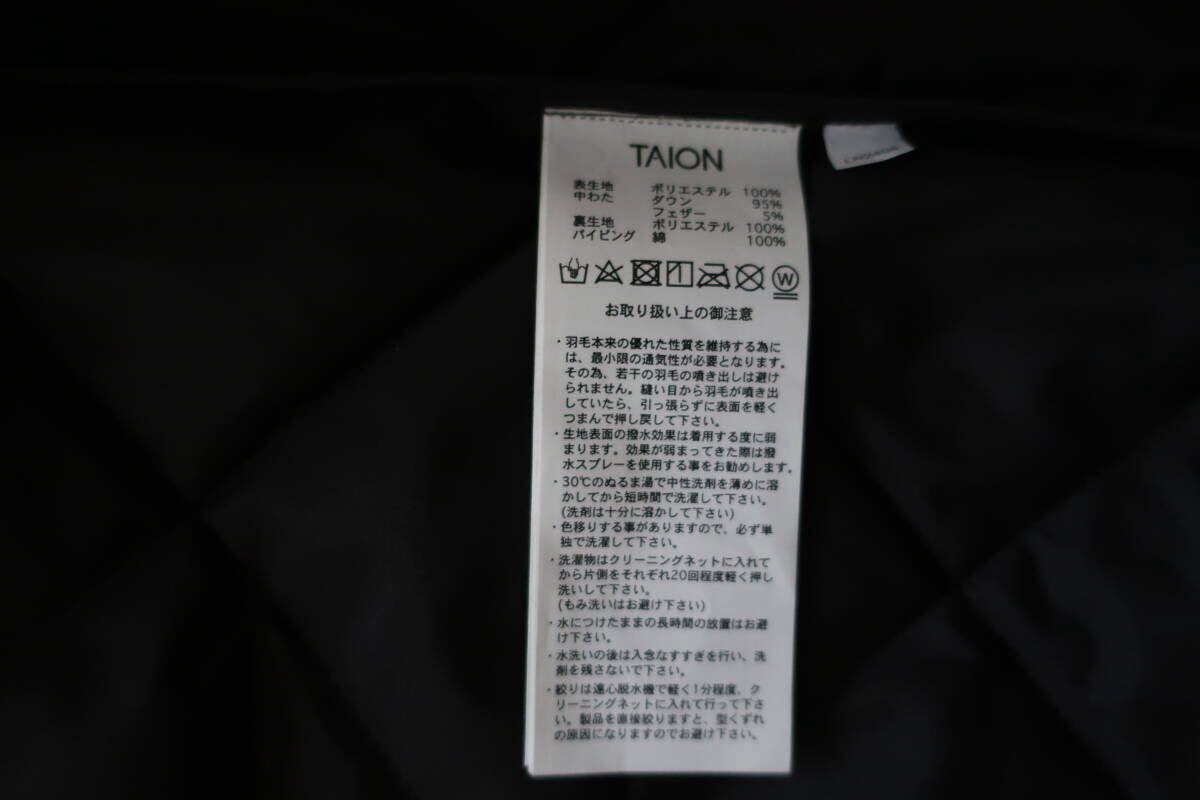 TAION
表生地 ポリエステル 100%
中わた ダウン 95%
フェザー 5%
裏生地 ポリエステル 100%
パイピング 綿 100%
W
お取り扱い上の御注意
・羽毛本来の優れた性質を維持する為に
は、最小限の通気性が必要となります。
その為、若干の羽毛の噴き出しは避け
られません。縫い目から羽毛が噴き出
していたら、引っ張らずに表面を軽く
つまんで押し戻して下さい。
・生地表面の撥水効果は着用する度に弱
まります。効果が弱まってきた際は撥
水スプレーを使用する事をお勧めします。
・30℃のぬるま湯で中性洗剤を薄めに溶
かしてから短時間で洗濯して下さい。
(洗剤は十分に溶かして下さい)
・色移りする事がありますので、必ず単
独で洗濯して下さい。
・洗濯物はクリーニングネットに入れて
から片側をそれぞれ20回程度軽く押し
洗いして下さい。
(もみ洗いはお避け下さい)
・水につけたままの長時間の放置はお避
け下さい。
・水洗いの後は入念なすすぎを行い、洗
剤を残さないで下さい。
・絞りは遠心脱水機で軽く1分程度、ク
リーニングネットに入れて行って下さ
い。製品を直接絞りますと、型くずれ
の原因になりますのでお避け下さい。